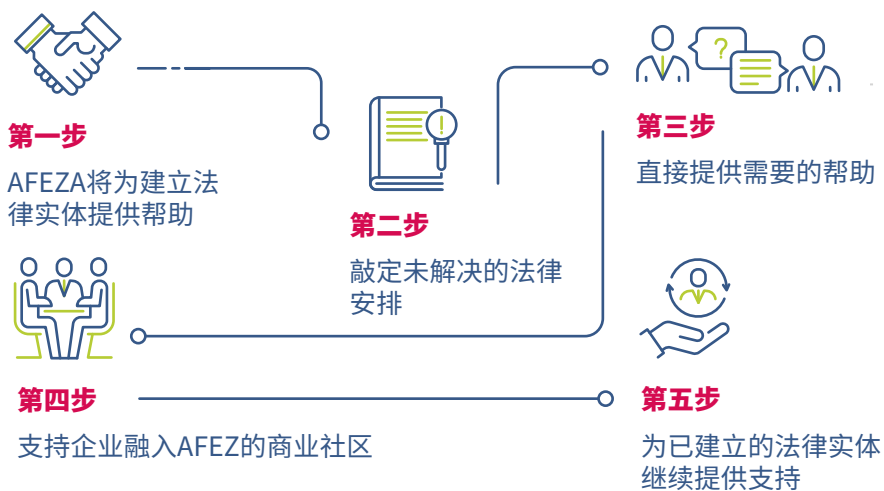 第一步
AFEZA将为建立法
律实体提供帮助
第二步
敲定未解决的法律
安排
第三步
直接提供需要的帮助
第四步
支持企业融入AFEZ的商业社区
第五步
为已建立的法律实体
继续提供支持